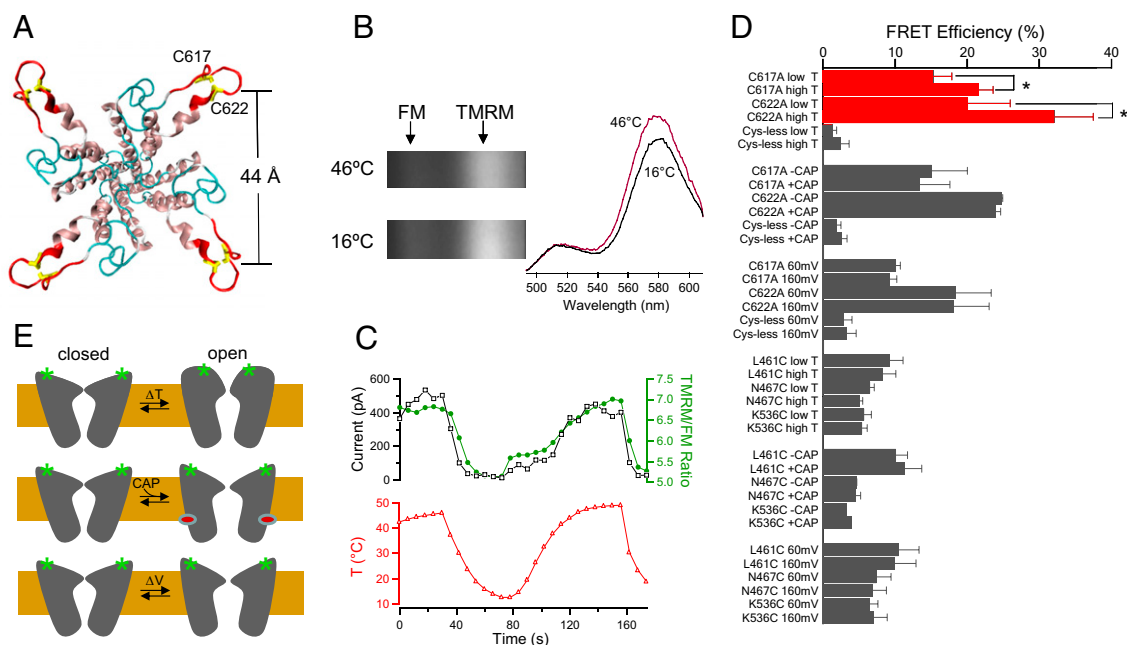 A
C617
C622
44 Å
B
FM
TMRM
46ºC
16ºC
46°C
16°C
500
520
540
560
580
600
Wavelength (nm)
C
600
400
200
0
Current (pA)
7.5
7.0
6.5
6.0
5.5
5.0
TMRM/FM Ratio
50
40
30
20
10
T (°C)
0
40
80
120
160
Time (s)
D
FRET Efficiency (%)
0
10
20
30
40
C617A low T
C617A high T
C622A low T
C622A high T
Cys-less low T
Cys-less high T
*
*
C617A -CAP
C617A +CAP
C622A -CAP
C622A +CAP
Cys-less -CAP
Cys-less +CAP
C617A 60mV
C617A 160mV
C622A 60mV
C622A 160mV
Cys-less 60mV
Cys-less 160mV
L461C low T
L461C high T
N467C low T
N467C high T
K536C low T
K536C high T
L461C -CAP
L461C +CAP
N467C -CAP
N467C +CAP
K536C -CAP
K536C +CAP
L461C 60mV
L461C 160mV
N467C 60mV
N467C 160mV
K536C 60mV
K536C 160mV
E
closed
open
ΔT
CAP
ΔV